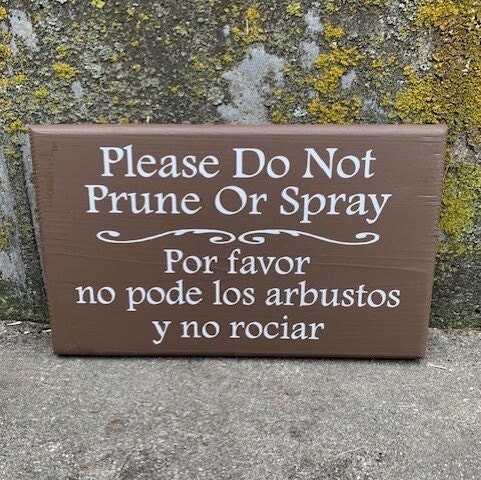 Please Do Not
Prune Or Spray
Por favor
no pode los arbustos
y no rociar